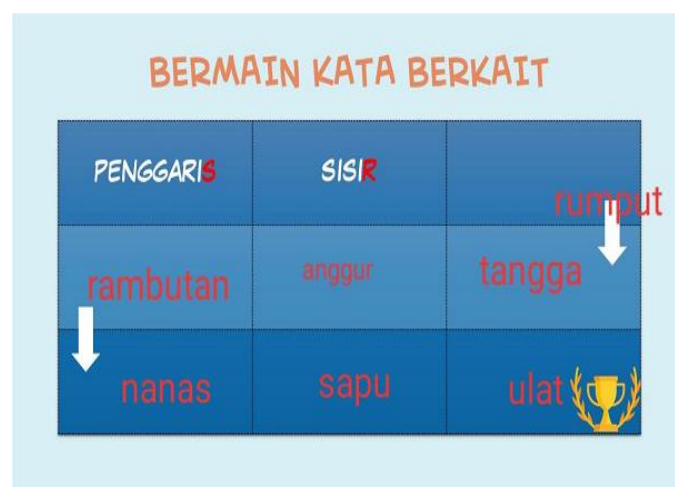 BERMAIN KATA BERKAIT
PENGGARIS SISIR rumput
rambutan anggur tangga
nanas sapu ulat